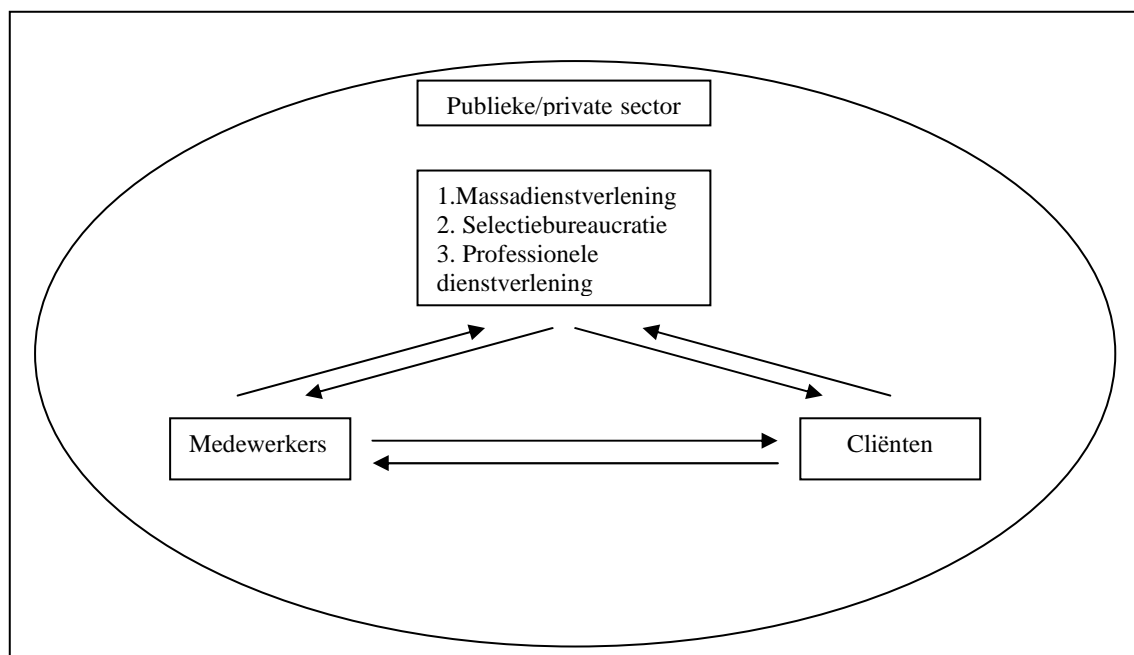 Publieke/private sector
1.Massadienstverlening
2. Selectiebureaucratie
3. Professionele
dienstverlening
Medewerkers
Cliënten